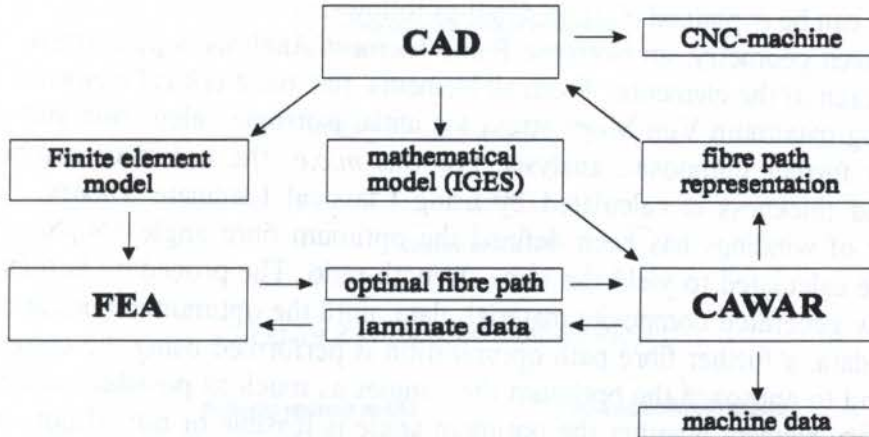 CAD
CNC-machine
Finite element
model
mathematical
model (IGES)
fibre path
representation
FEA
optimal fibre path
laminate data
CAWAR
machine data